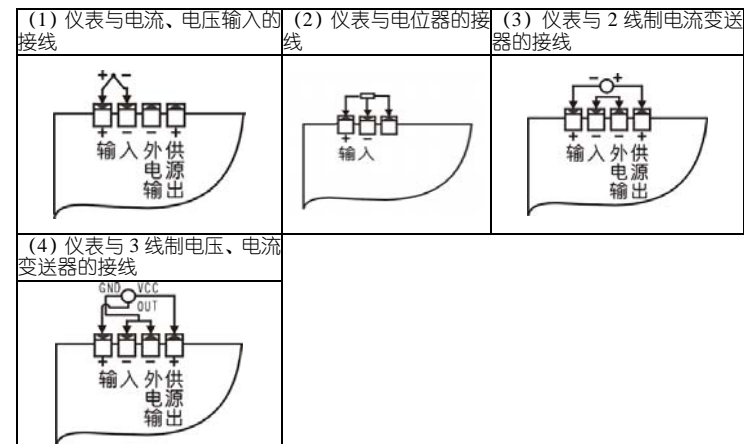 (1) 仪表与电流、电压输入的
接线
+ -
+ - - +
输入 外供
电源
输出
(2) 仪表与电位器的接
线
+ -
输入
(3) 仪表与 2 线制电流变送
器的接线
- +
+ - - +
输入 外供
电源
输出
(4) 仪表与 3 线制电压、电流
变送器的接线
GND VCC
OUT
+ - - +
输入 外供
电源
输出